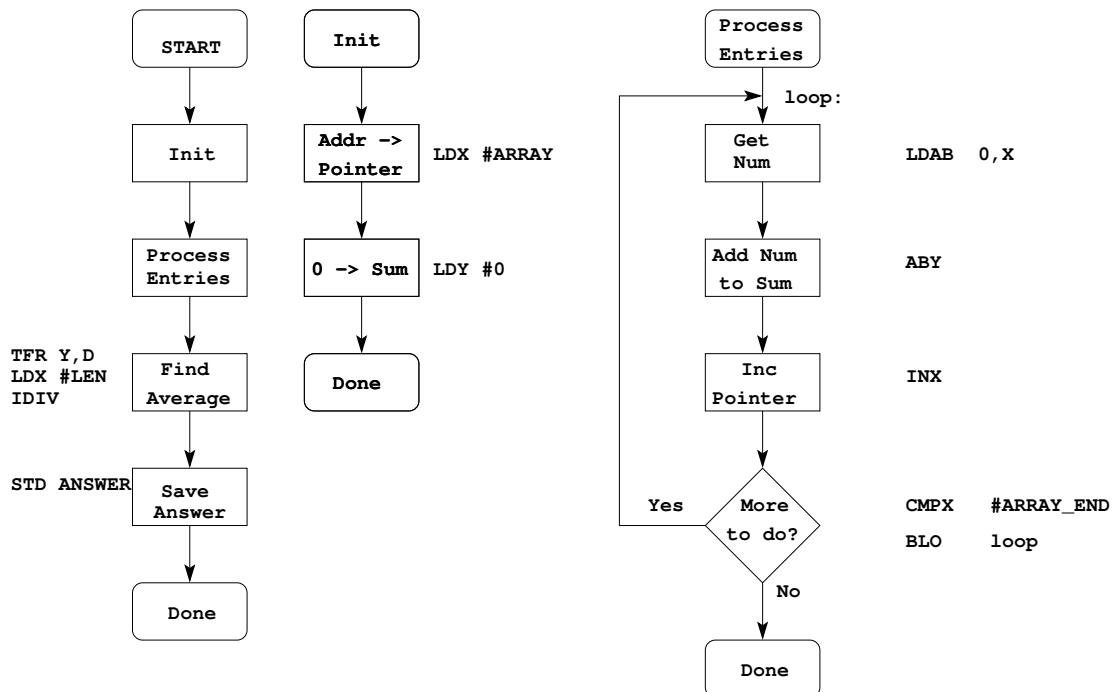 START
Init
Process
Entries
TFR Y,D
LDX #LEN
IDIV
Find
Average
STD ANSWER
Save
Answer
Done
Init
Addr ->
Pointer
LDX #ARRAY
0 -> Sum
LDY #0
Done
Process
Entries
loop:
Get
Num
LDAB 0,X
Add Num
to Sum
ABY
Inc
Pointer
INX
Yes
More
to do?
CMPX #ARRAY_END
BLO loop
No
Done